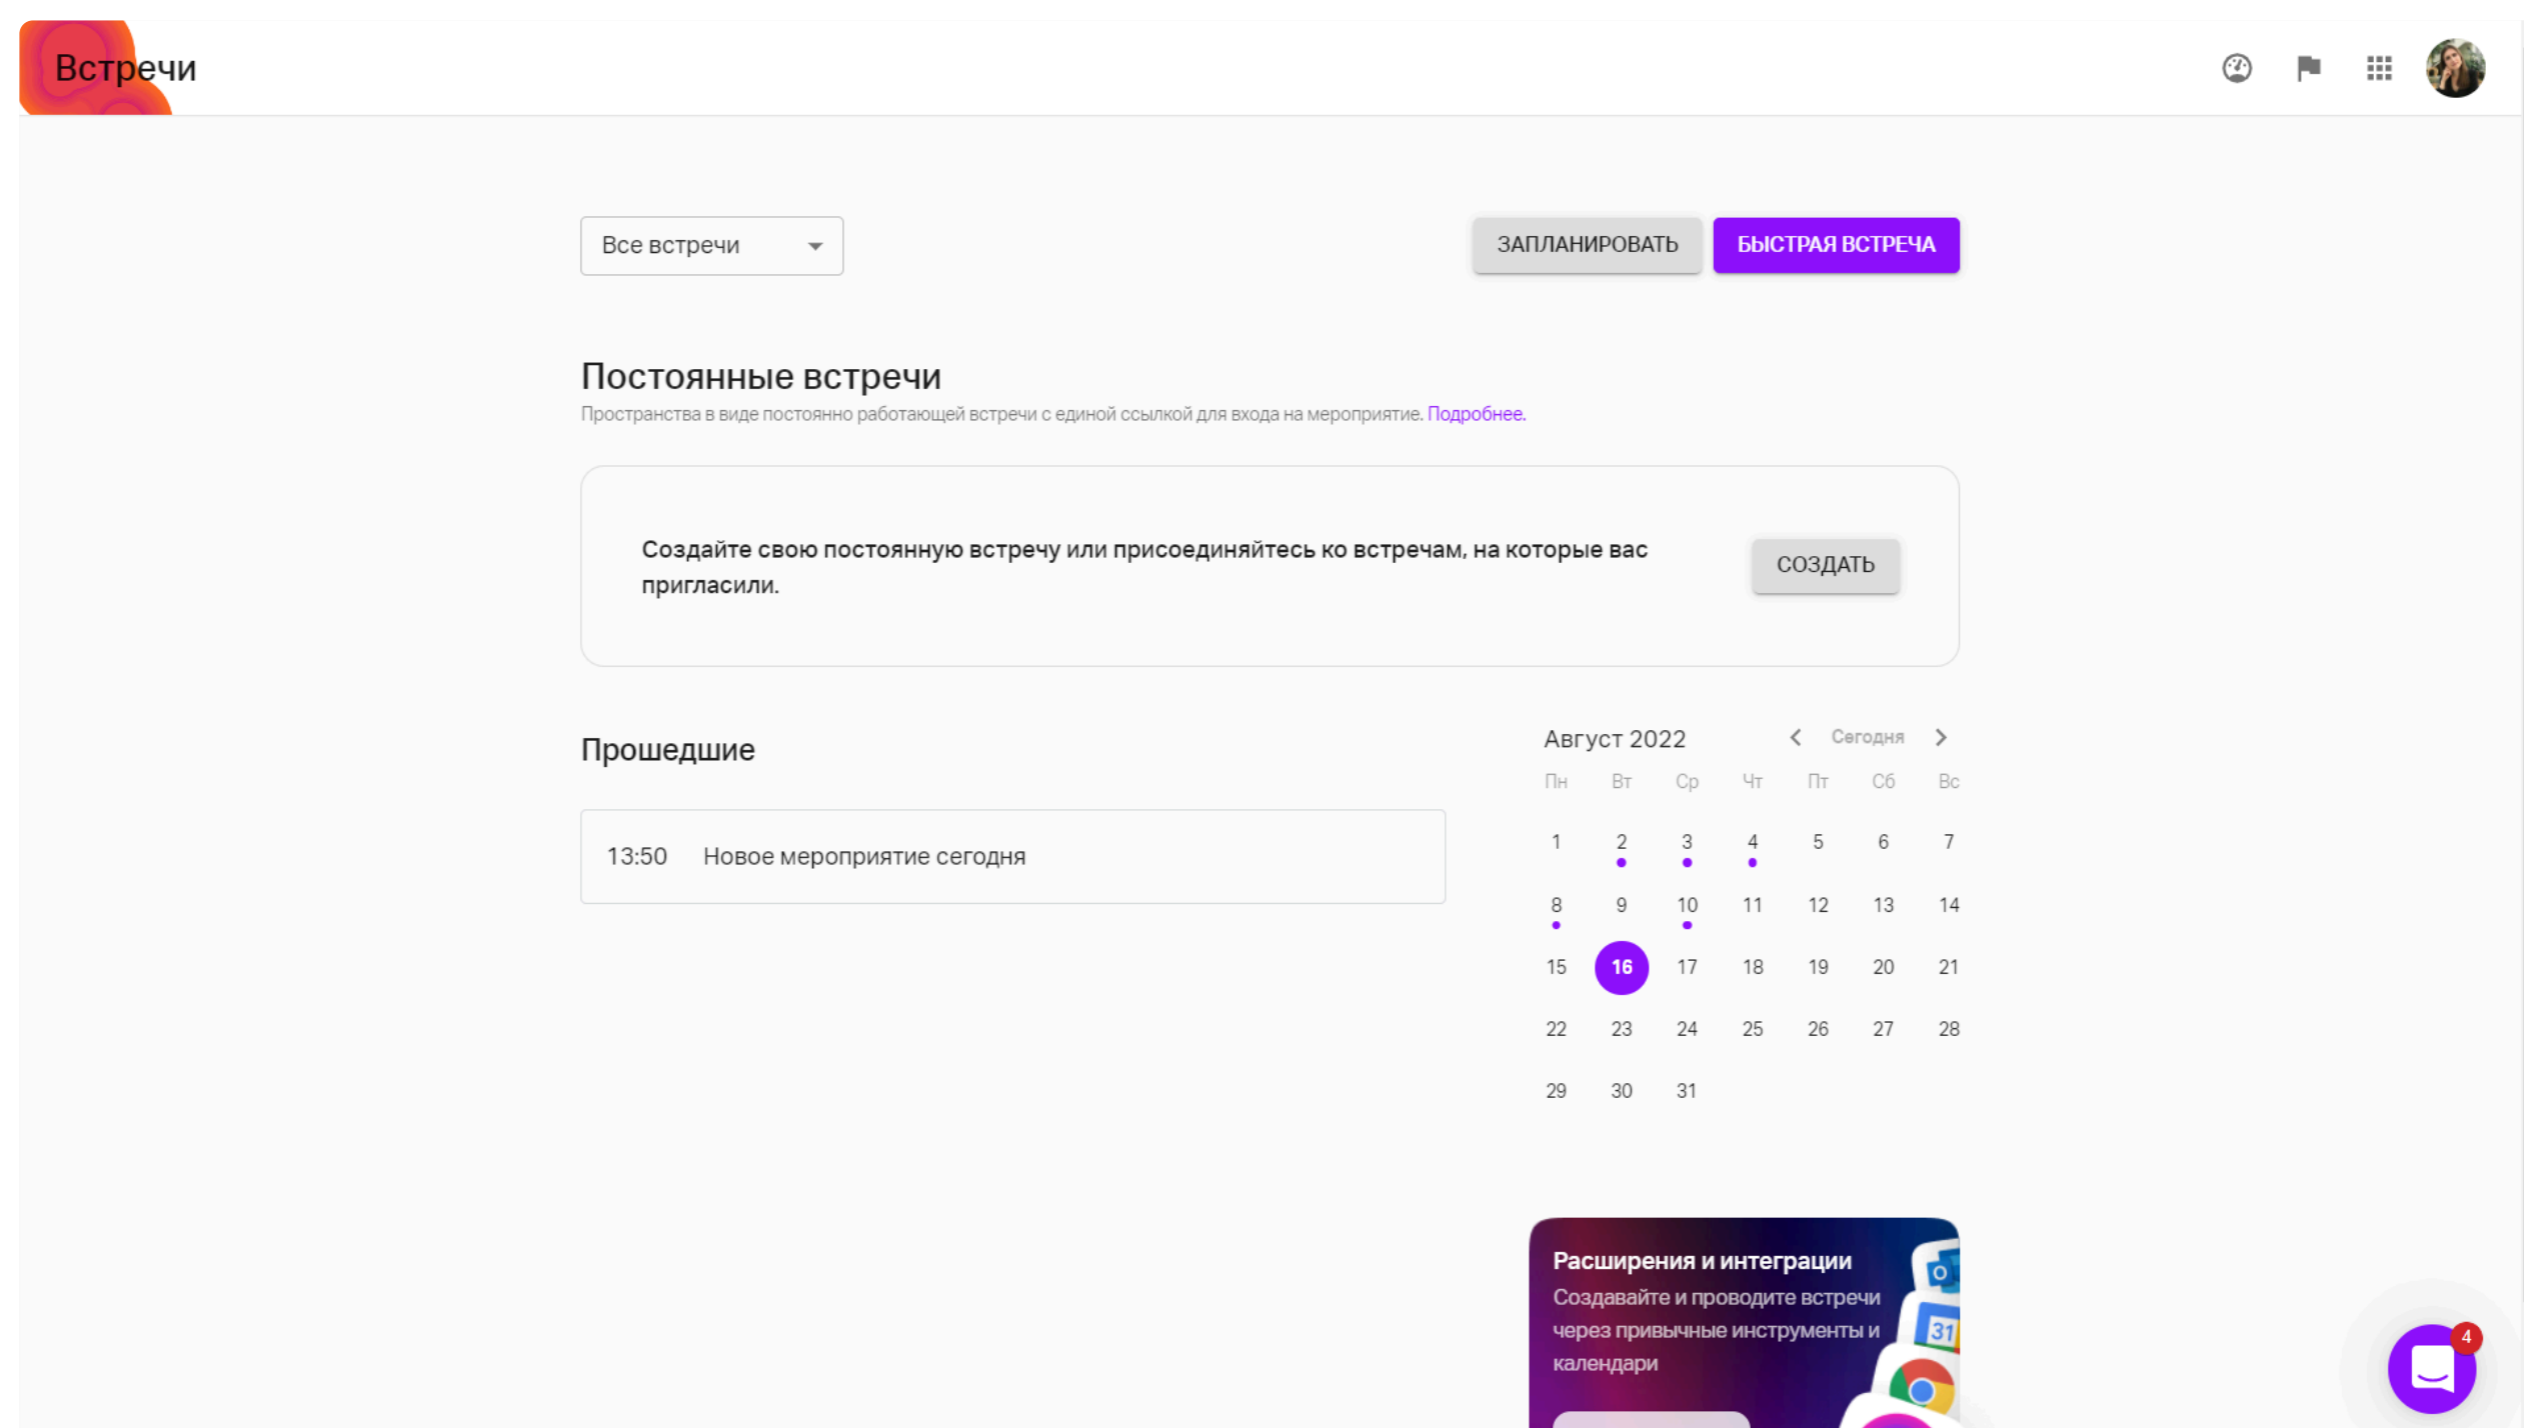 Встречи
Все встречи
ЗАПЛАНИРОВАТЬ
БЫСТРАЯ ВСТРЕЧА
Постоянные встречи
Пространства в виде постоянно работающей встречи с единой ссылкой для входа на мероприятие. Подробнее.
Создайте свою постоянную встречу или присоединяйтесь ко встречам, на которые вас
пригласили.
СОЗДАТЬ
Прошедшие
13:50 Новое мероприятие сегодня
Август 2022
Сегодня
Пн Вт Ср Чт Пт Сб Вс
1 2 3 4 5 6 7
8 9 10 11 12 13 14
15 16 17 18 19 20 21
22 23 24 25 26 27 28
29 30 31
Расширения и интеграции
Создавайте и проводите встречи
через привычные инструменты и
календари
31
4